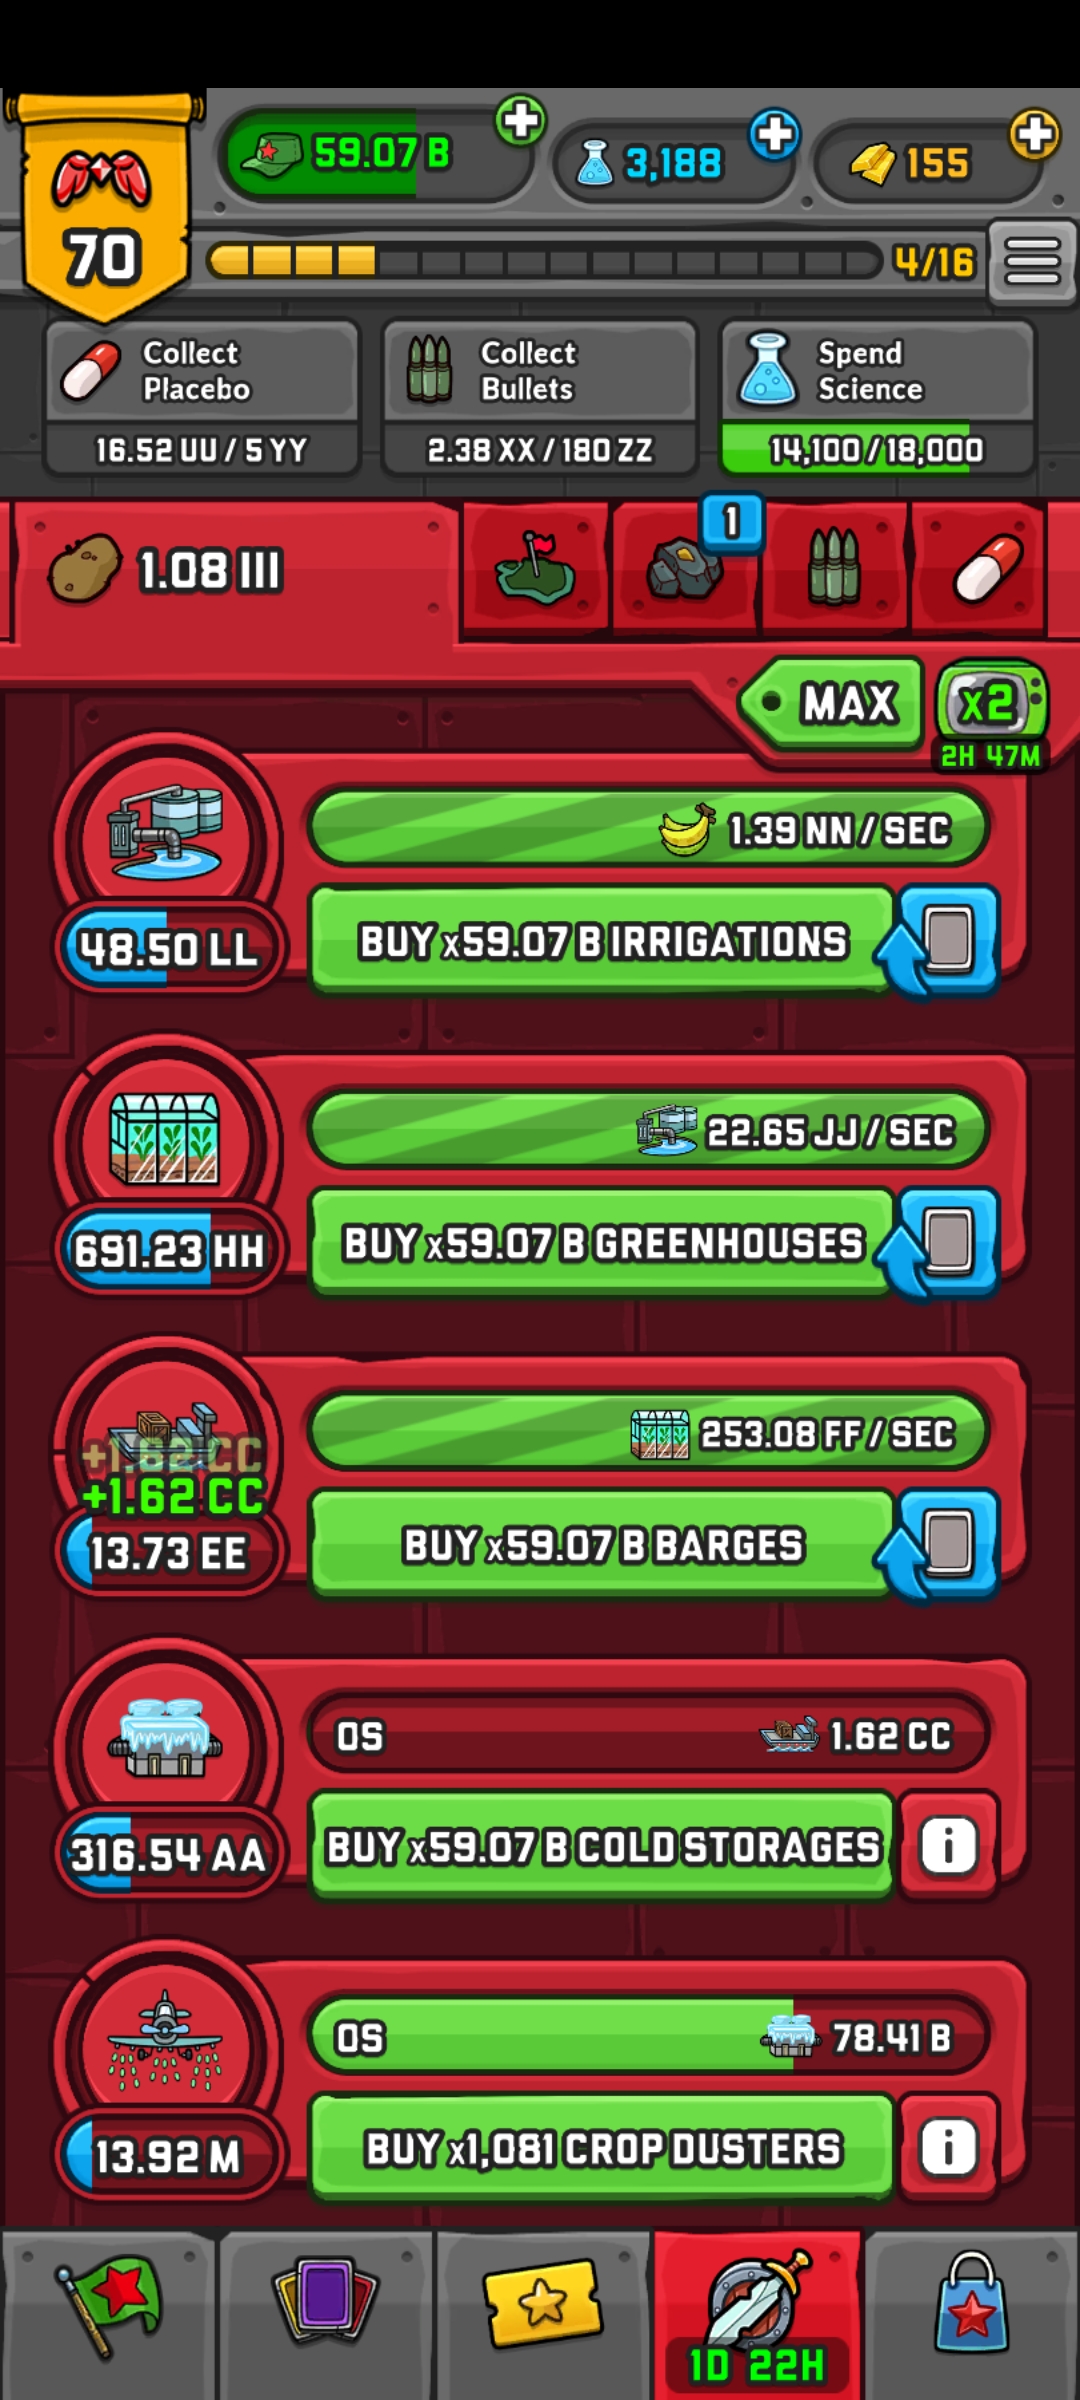 59.07 B
3,188
155
70
4/16
Collect
Placebo
16.52 UU / 5 YY
Collect
Bullets
2.38 XX / 180 ZZ
Spend
Science
14,100 / 18,000
1.08 III
1
MAX
x2
2H 47M
1.39 NN / SEC
48.50 LL
BUY x59.07 B IRRIGATIONS
22.65 JJ / SEC
691.23 HH
BUY x59.07 B GREENHOUSES
253.08 FF / SEC
+1.62 CC
+1.62 CC
13.73 EE
BUY x59.07 B BARGES
0S
1.62 CC
316.54 AA
BUY x59.07 B COLD STORAGES
i
0S
78.41 B
13.92 M
BUY x1,081 CROP DUSTERS
i
1D 22H